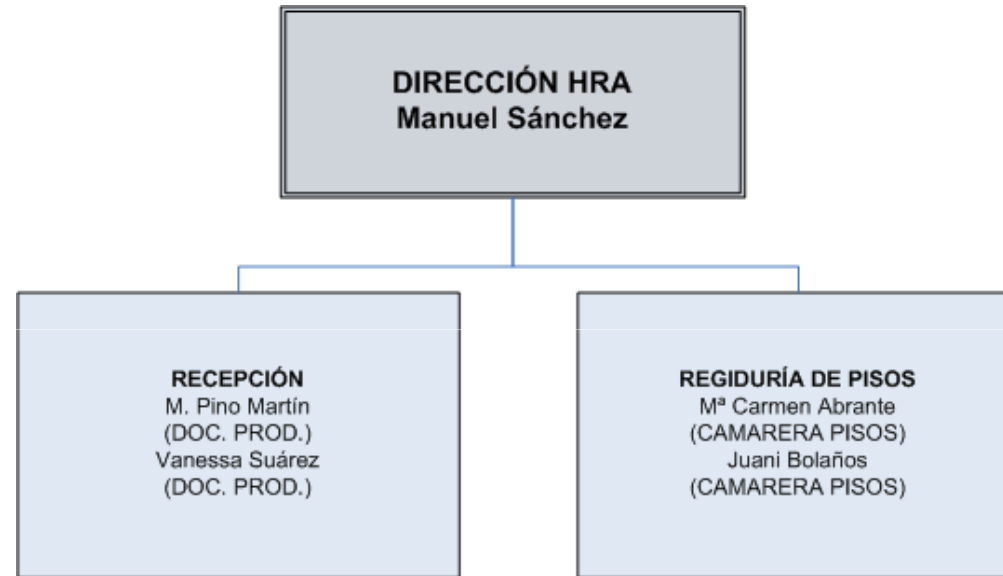 DIRECCIÓN HRA
Manuel Sánchez
RECEPCIÓN
M. Pino Martín
(DOC. PROD.)
Vanessa Suárez
(DOC. PROD.)
REGIDURÍA DE PISOS
Mª Carmen Abrante
(CAMARERA PISOS)
Juani Bolaños
(CAMARERA PISOS)